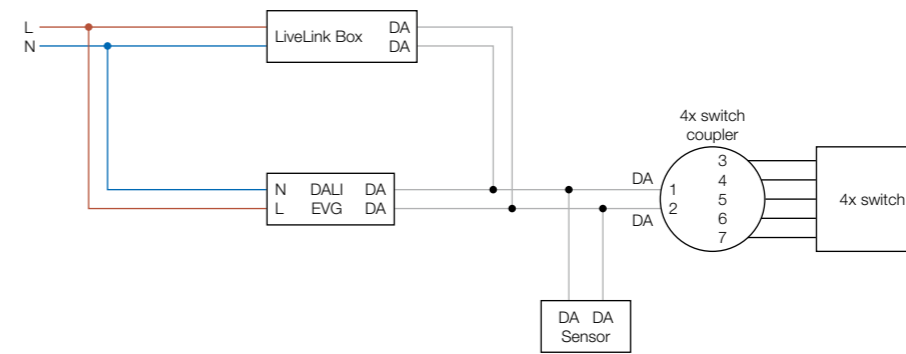 L
N
LiveLink Box
DA
DA
4x switch
coupler
N DALI DA
L EVG DA
DA
DA
1
2
3
4
5
6
7
4x switch
DA DA
Sensor